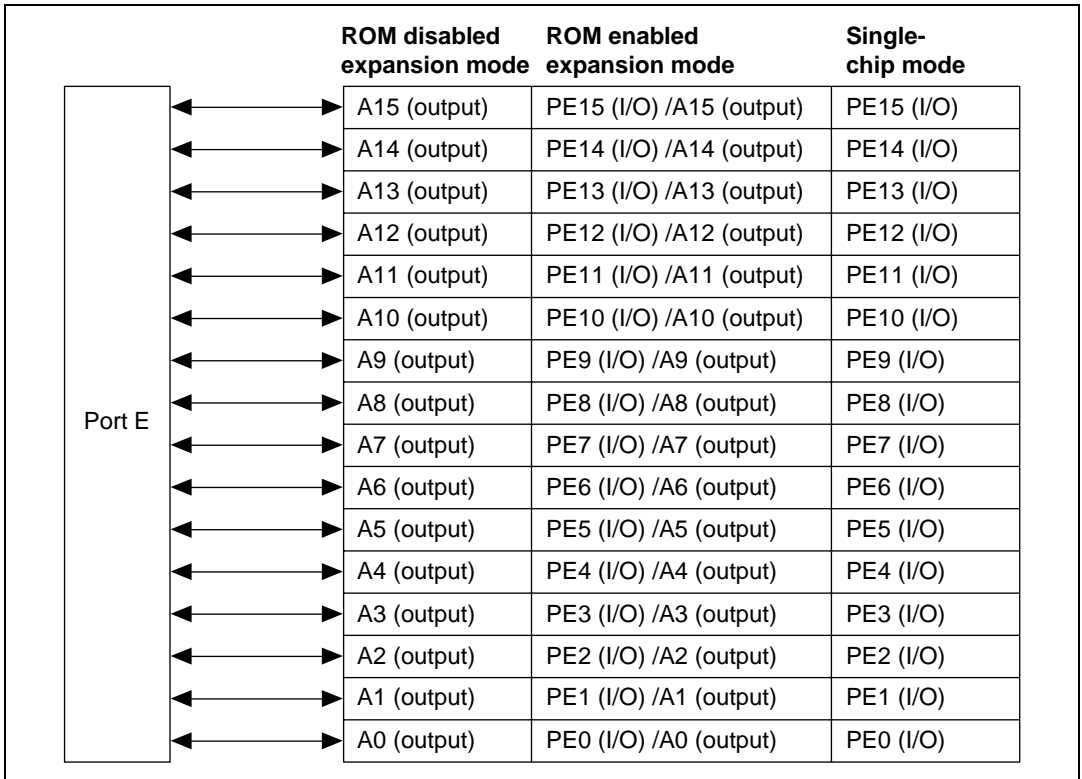 ROM disabled expansion mode
ROM enabled expansion mode
Single-chip mode
Port E
A15 (output) PE15 (I/O) /A15 (output) PE15 (I/O)
A14 (output) PE14 (I/O) /A14 (output) PE14 (I/O)
A13 (output) PE13 (I/O) /A13 (output) PE13 (I/O)
A12 (output) PE12 (I/O) /A12 (output) PE12 (I/O)
A11 (output) PE11 (I/O) /A11 (output) PE11 (I/O)
A10 (output) PE10 (I/O) /A10 (output) PE10 (I/O)
A9 (output) PE9 (I/O) /A9 (output) PE9 (I/O)
A8 (output) PE8 (I/O) /A8 (output) PE8 (I/O)
A7 (output) PE7 (I/O) /A7 (output) PE7 (I/O)
A6 (output) PE6 (I/O) /A6 (output) PE6 (I/O)
A5 (output) PE5 (I/O) /A5 (output) PE5 (I/O)
A4 (output) PE4 (I/O) /A4 (output) PE4 (I/O)
A3 (output) PE3 (I/O) /A3 (output) PE3 (I/O)
A2 (output) PE2 (I/O) /A2 (output) PE2 (I/O)
A1 (output) PE1 (I/O) /A1 (output) PE1 (I/O)
A0 (output) PE0 (I/O) /A0 (output) PE0 (I/O)